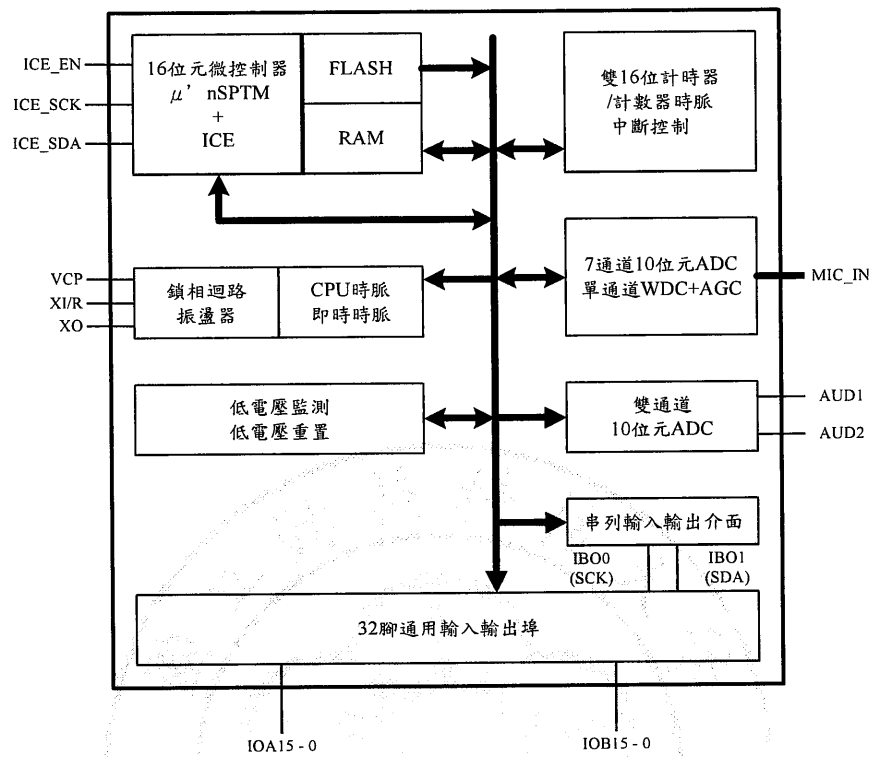 ICE_EN
ICE_SCK
ICE_SDA
16位元微控制器
μ' nSPTM
+
ICE
FLASH
RAM
雙16位計時器
/計數器時脈
中斷控制
VCP
XI/R
XO
鎖相迴路
振盪器
CPU時脈
即時時脈
7通道10位元ADC
單通道WDC+AGC
MIC_IN
低電壓監測
低電壓重置
雙通道
10位元ADC
AUD1
AUD2
串列輸入輸出介面
IBO0
(SCK)
IBO1
(SDA)
32腳通用輸入輸出埠
IOA15 - 0
IOB15 - 0